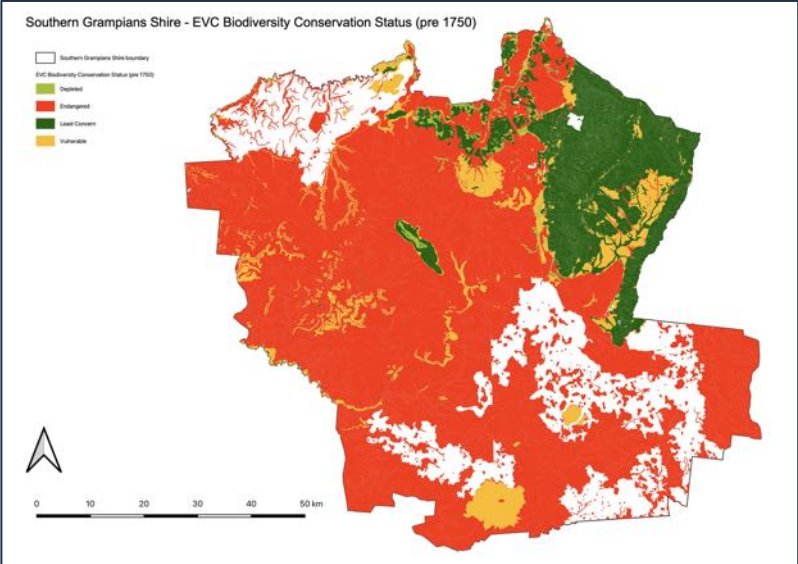 Southern Grampians Shire - EVC Biodiversity Conservation Status (pre 1750)
Southern Grampians Shire boundary
EVC Biodiversity Conservation Status (pre 1750)
Depleted
Endangered
Least Concern
Vulnerable
0 10 20 30 40 50 km